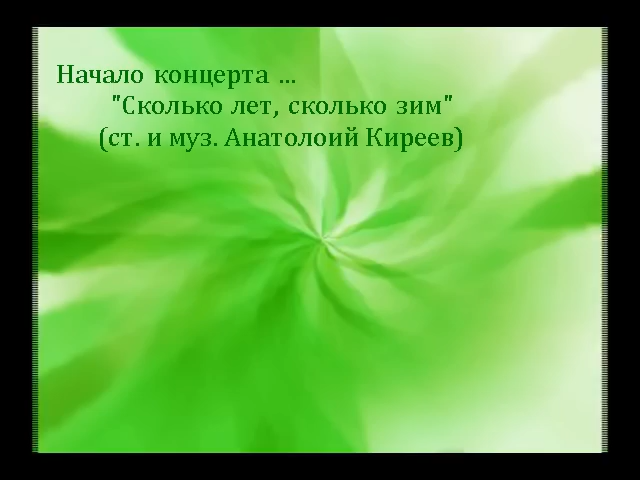 Начало концерта ...
"Сколько лет, сколько зим"
(ст. и муз. Анатолоий Киреев)